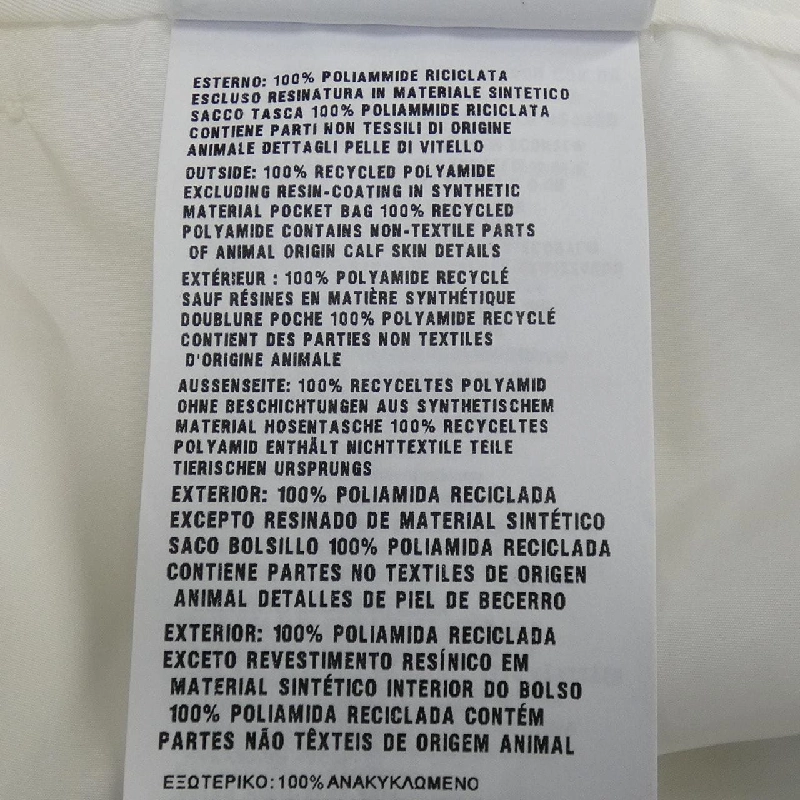 ESTERNO: 100% POLIAMMIDE RICICLATA
ESCLUSO RESINATURA IN MATERIALE SINTETICO
SACCO TASCA 100% POLIAMMIDE RICICLATA
CONTIENE PARTI NON TESSILI DI ORIGINE
ANIMALE DETTAGLI PELLE DI VITELLO
OUTSIDE: 100% RECYCLED POLYAMIDE
EXCLUDING RESIN-COATING IN SYNTHETIC
MATERIAL POCKET BAG 100% RECYCLED
POLYAMIDE CONTAINS NON-TEXTILE PARTS
OF ANIMAL ORIGIN CALF SKIN DETAILS
EXTÉRIEUR : 100% POLYAMIDE RECYCLÉ
SAUF RÉSINES EN MATIÈRE SYNTHÉTIQUE
DOUBLURE POCHE 100% POLYAMIDE RECYCLÉ
CONTIENT DES PARTIES NON TEXTILES
D'ORIGINE ANIMALE
AUSSENSEITE: 100% RECYCELTES POLYAMID
OHNE BESCHICHTUNGEN AUS SYNTHETISCHEM
MATERIAL HOSENTASCHE 100% RECYCELTES
POLYAMID ENTHÄLT NICHTTEXTILE TEILE
TIERISCHEN URSPRUNGS
EXTERIOR: 100% POLIAMIDA RECICLADA
EXCEPTO RESINADO DE MATERIAL SINTÉTICO
SACO BOLSILLO 100% POLIAMIDA RECICLADA
CONTIENE PARTES NO TEXTILES DE ORIGEN
ANIMAL DETALLES DE PIEL DE BECERRO
EXTERIOR: 100% POLIAMIDA RECICLADA
EXCETO REVESTIMENTO RESÍNICO EM
MATERIAL SINTÉTICO INTERIOR DO BOLSO
100% POLIAMIDA RECICLADA CONTÉM
PARTES NÃO TÊXTEIS DE ORIGEM ANIMAL
ΕΞΩΤΕΡΙΚΟ:100% ΑΝΑΚΥΚΛΩΜΕΝΟ